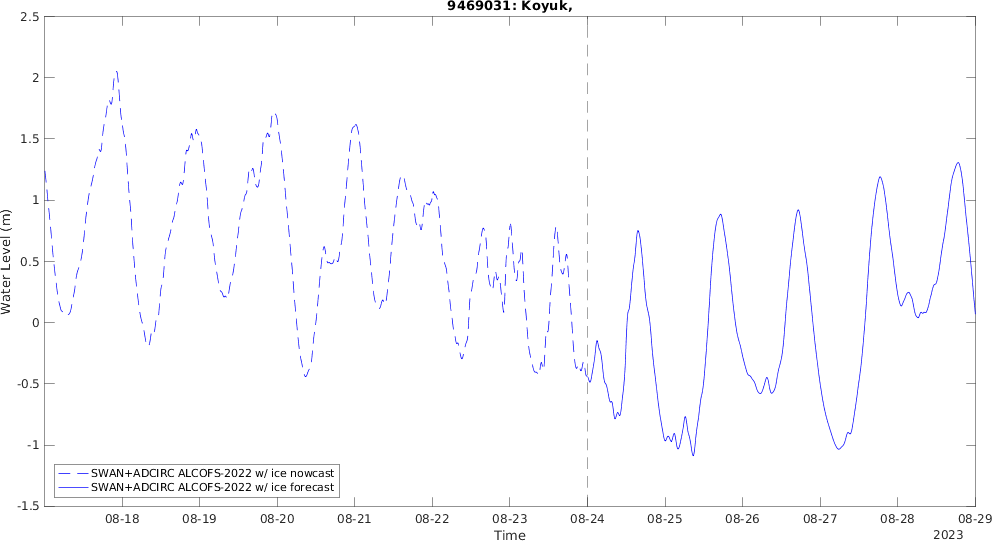 9469031: Koyuk,
2.5
2
1.5
1
0.5
0
-0.5
-1
-1.5
Water Level (m)
SWAN+ADCIRC ALCOFS-2022 w/ ice nowcast
SWAN+ADCIRC ALCOFS-2022 w/ ice forecast
08-18 08-19 08-20 08-21 08-22 08-23 08-24 08-25 08-26 08-27 08-28 08-29
Time
2023